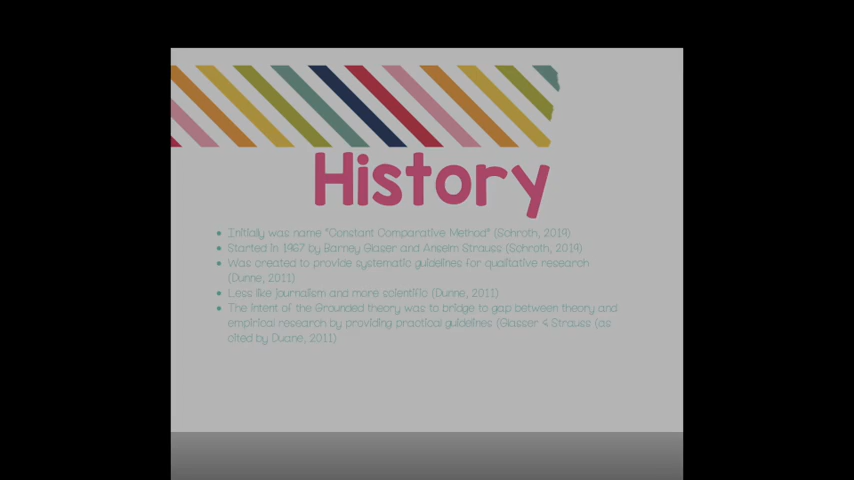 History
Initially was name "Constant Comparative Method" (Schroth, 2019)
Started in 1967 by Barney Glaser and Anselm Strauss (Schroth, 2019)
Was created to provide systematic guidelines for qualitative research
(Dunne, 2011)
Less like journalism and more scientific (Dunne, 2011)
The intent of the Grounded theory was to bridge to gap between theory and
empirical research by providing practical guidelines (Glasser & Strauss (as
cited by Duane, 2011)